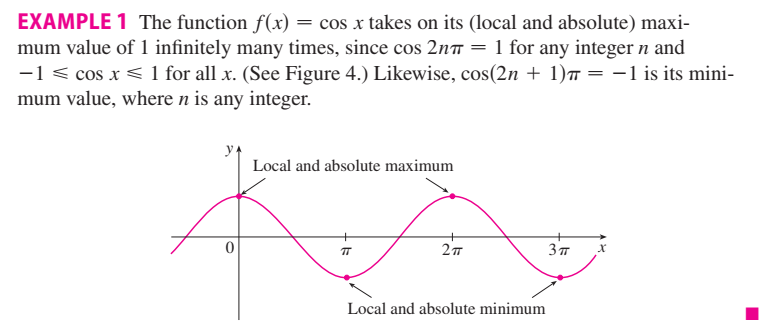 EXAMPLE 1 The function f(x) = cos x takes on its (local and absolute) maxi-
mum value of 1 infinitely many times, since cos 2nπ = 1 for any integer n and
−1 ≤ cos x ≤ 1 for all x. (See Figure 4.) Likewise, cos(2n + 1)π = −1 is its mini-
mum value, where n is any integer.
y
Local and absolute maximum
0 π 2π 3π x
Local and absolute minimum